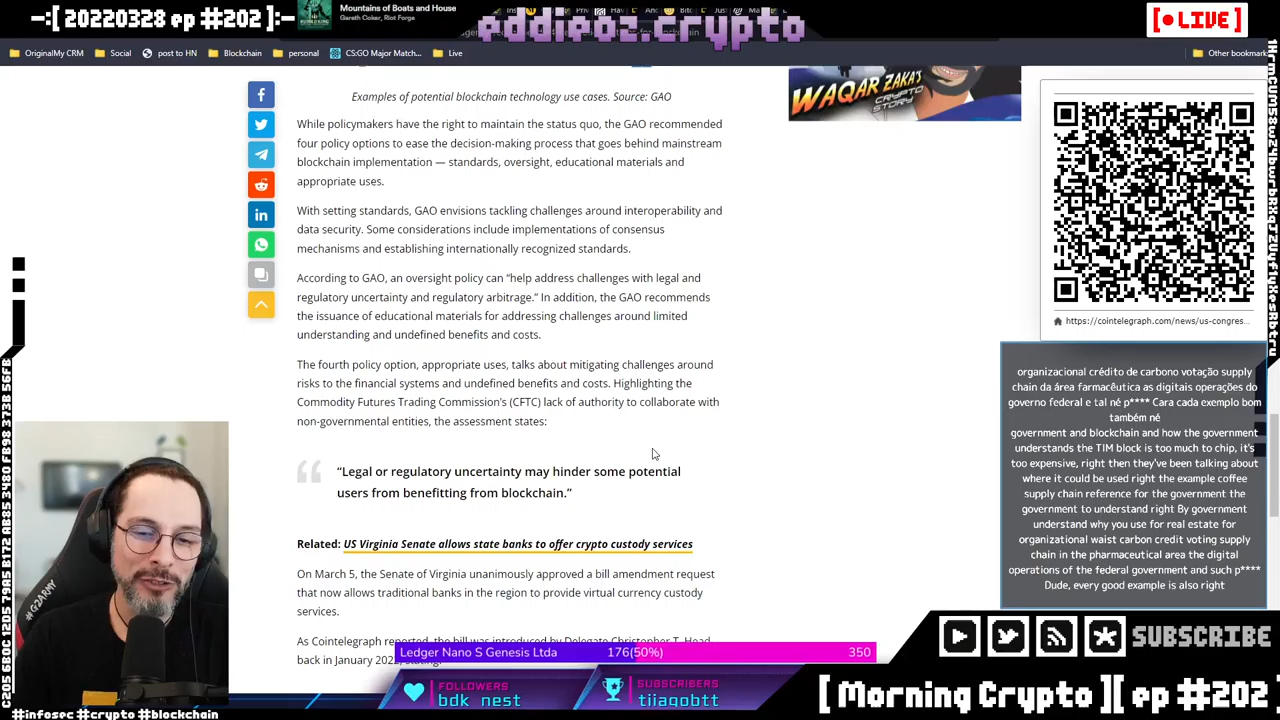 -:[ 20220328 ep #202 ]:-
Mountains of Boats and House
Gareth Coker, Riot Forge
eddieoz.crypto
[● LIVE ]
OriginalMy CRM
Social
post to HN
Blockchain
personal
CS:GO Major Match...
Live
Other bookmark
WAQAR ZAKA'S
CRYPTO
STORY
Examples of potential blockchain technology use cases. Source: GAO
While policymakers have the right to maintain the status quo, the GAO recommended
four policy options to ease the decision-making process that goes behind mainstream
blockchain implementation — standards, oversight, educational materials and
appropriate uses.
With setting standards, GAO envisions tackling challenges around interoperability and
data security. Some considerations include implementations of consensus
mechanisms and establishing internationally recognized standards.
According to GAO, an oversight policy can “help address challenges with legal and
regulatory uncertainty and regulatory arbitrage.” In addition, the GAO recommends
the issuance of educational materials for addressing challenges around limited
understanding and undefined benefits and costs.
The fourth policy option, appropriate uses, talks about mitigating challenges around
risks to the financial systems and undefined benefits and costs. Highlighting the
Commodity Futures Trading Commission's (CFTC) lack of authority to collaborate with
non-governmental entities, the assessment states:
“Legal or regulatory uncertainty may hinder some potential
users from benefitting from blockchain.”
Related: US Virginia Senate allows state banks to offer crypto custody services
On March 5, the Senate of Virginia unanimously approved a bill amendment request
that now allows traditional banks in the region to provide virtual currency custody
services.
As Cointelegraph reported, the bill was introduced by Delegate Christopher T. Head
back in January 2022, stating:
https://cointelegraph.com/news/us-congres...
organizacional crédito de carbono votação supply
chain da área farmacêutica as digitais operações do
governo federal e tal né p**** Cara cada exemplo bom
também né
government and blockchain and how the government
understands the TIM block is too much to chip, it's
too expensive, right then they've been talking about
where it could be used right the example coffee
supply chain reference for the government the
government to understand right By government
understand why you use for real estate for
organizational waist carbon credit voting supply
chain in the pharmaceutical area the digital
operations of the federal government and such p****
Dude, every good example is also right
Ledger Nano S Genesis Ltda
176(50%)
350
FOLLOWERS
bdk_nest
SUBSCRIBERS
tiiagobtt
SUBSCRIBE
[ Morning Crypto ][ ep #202 ]
#infosec #crypto #blockchain